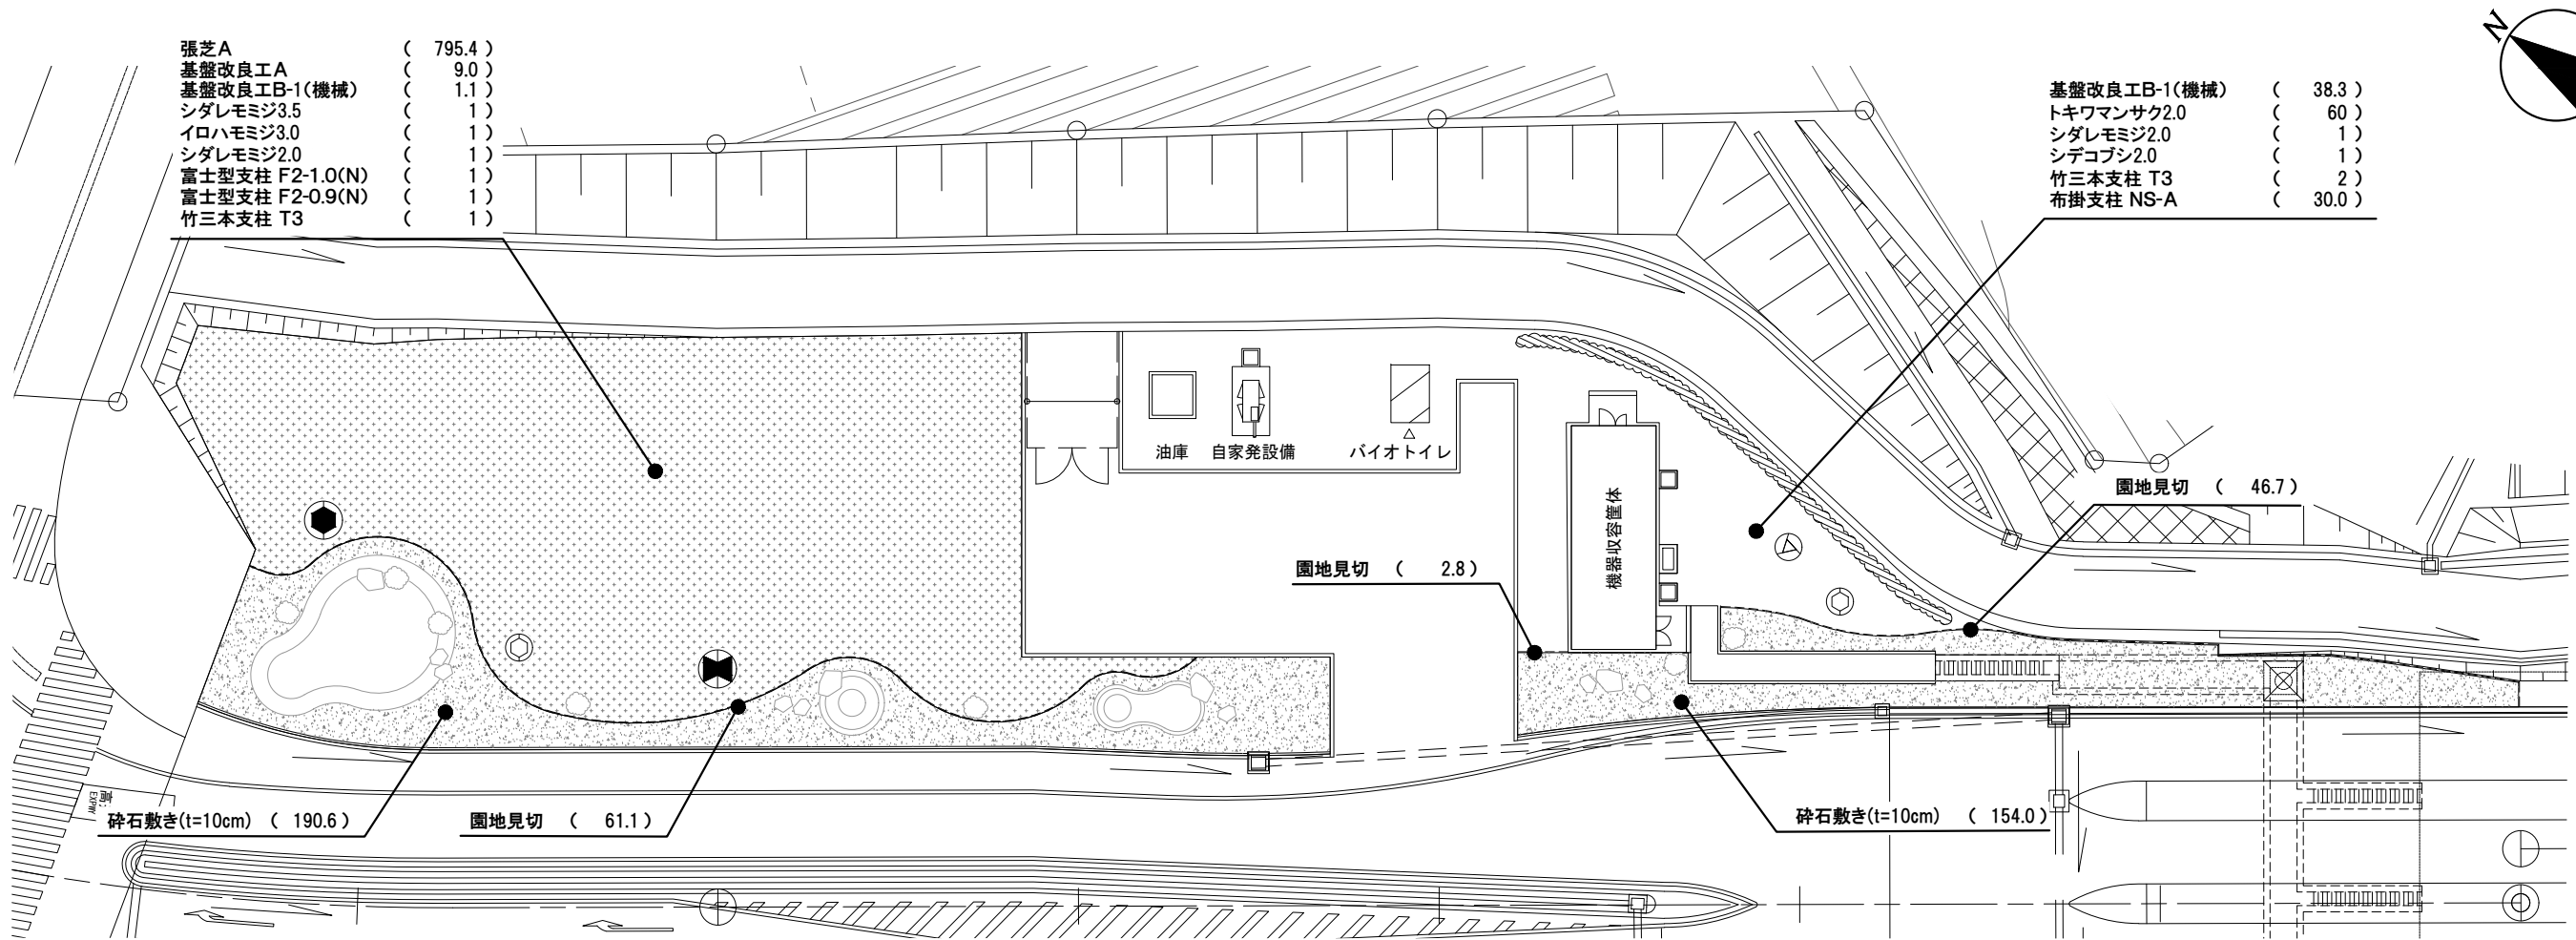 N
張芝A ( 795.4 )
基盤改良工A ( 9.0 )
基盤改良工B-1(機械) ( 1.1 )
シダレモミジ3.5 ( 1 )
イロハモミジ3.0 ( 1 )
シダレモミジ2.0 ( 1 )
富士型支柱 F2-1.0(N) ( 1 )
富士型支柱 F2-0.9(N) ( 1 )
竹三本支柱 T3 ( 1 )
基盤改良工B-1(機械) ( 38.3 )
トキワマンサク2.0 ( 60 )
シダレモミジ2.0 ( 1 )
シデコブシ2.0 ( 1 )
竹三本支柱 T3 ( 2 )
布掛支柱 NS-A ( 30.0 )
油庫
自家発設備
バイオトイレ
機器収容筐体
園地見切 ( 46.7 )
園地見切 ( 2.8 )
高
EXPWY
砕石敷き(t=10cm) ( 190.6 )
園地見切 ( 61.1 )
砕石敷き(t=10cm) ( 154.0 )